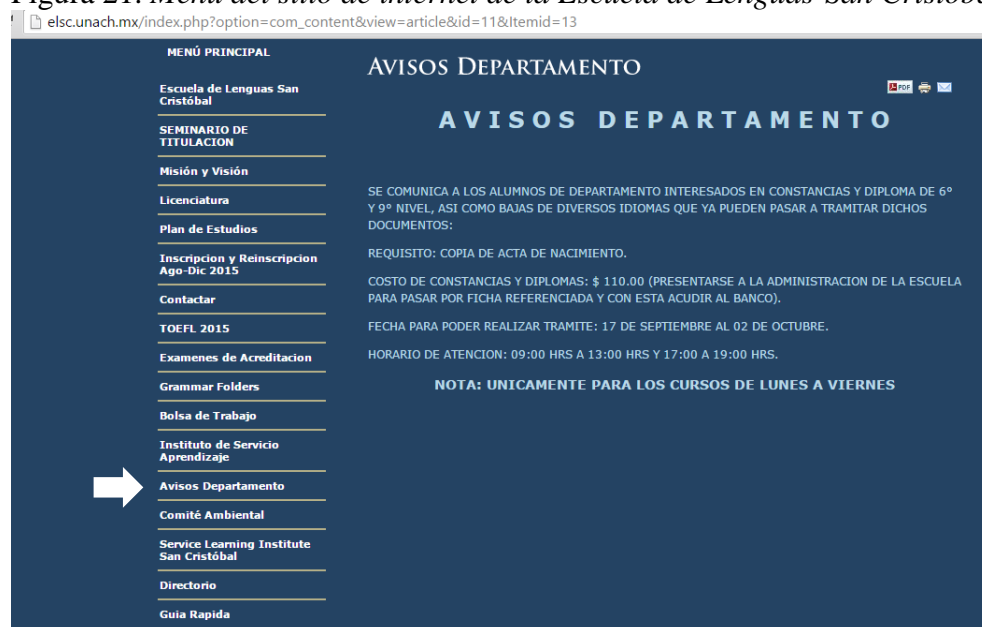 Figura 21. Menú del sitio de internet de la Escuela de Lenguas San Cristóbal
elsc.unach.mx/index.php?option=com_content&view=article&id=11&Itemid=13
MENÚ PRINCIPAL
Escuela de Lenguas San
Cristóbal
SEMINARIO DE
TITULACION
Misión y Visión
Licenciatura
Plan de Estudios
Inscripcion y Reinscripcion
Ago-Dic 2015
Contactar
TOEFL 2015
Examenes de Acreditacion
Grammar Folders
Bolsa de Trabajo
Instituto de Servicio
Aprendizaje
Avisos Departamento
Comité Ambiental
Service Learning Institute
San Cristóbal
Directorio
Guia Rapida
AVISOS DEPARTAMENTO
PDF
AVISOS DEPARTAMENTO
SE COMUNICA A LOS ALUMNOS DE DEPARTAMENTO INTERESADOS EN CONSTANCIAS Y DIPLOMA DE 6º
Y 9º NIVEL, ASI COMO BAJAS DE DIVERSOS IDIOMAS QUE YA PUEDEN PASAR A TRAMITAR DICHOS
DOCUMENTOS:
REQUISITO: COPIA DE ACTA DE NACIMIENTO.
COSTO DE CONSTANCIAS Y DIPLOMAS: $ 110.00 (PRESENTARSE A LA ADMINISTRACION DE LA ESCUELA
PARA PASAR POR FICHA REFERENCIADA Y CON ESTA ACUDIR AL BANCO).
FECHA PARA PODER REALIZAR TRAMITE: 17 DE SEPTIEMBRE AL 02 DE OCTUBRE.
HORARIO DE ATENCION: 09:00 HRS A 13:00 HRS Y 17:00 A 19:00 HRS.
NOTA: UNICAMENTE PARA LOS CURSOS DE LUNES A VIERNES